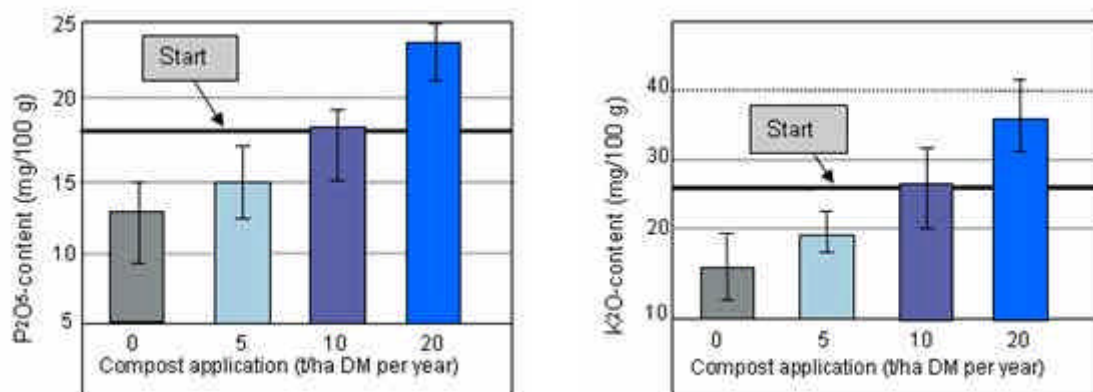 P2O5-content (mg/100 g)
25
20
15
10
5
Start
0 5 10 20
Compost application (t/ha DM per year)
K2O-content (mg/100 g)
40
30
20
10
Start
0 5 10 20
Compost application (t/ha DM per year)